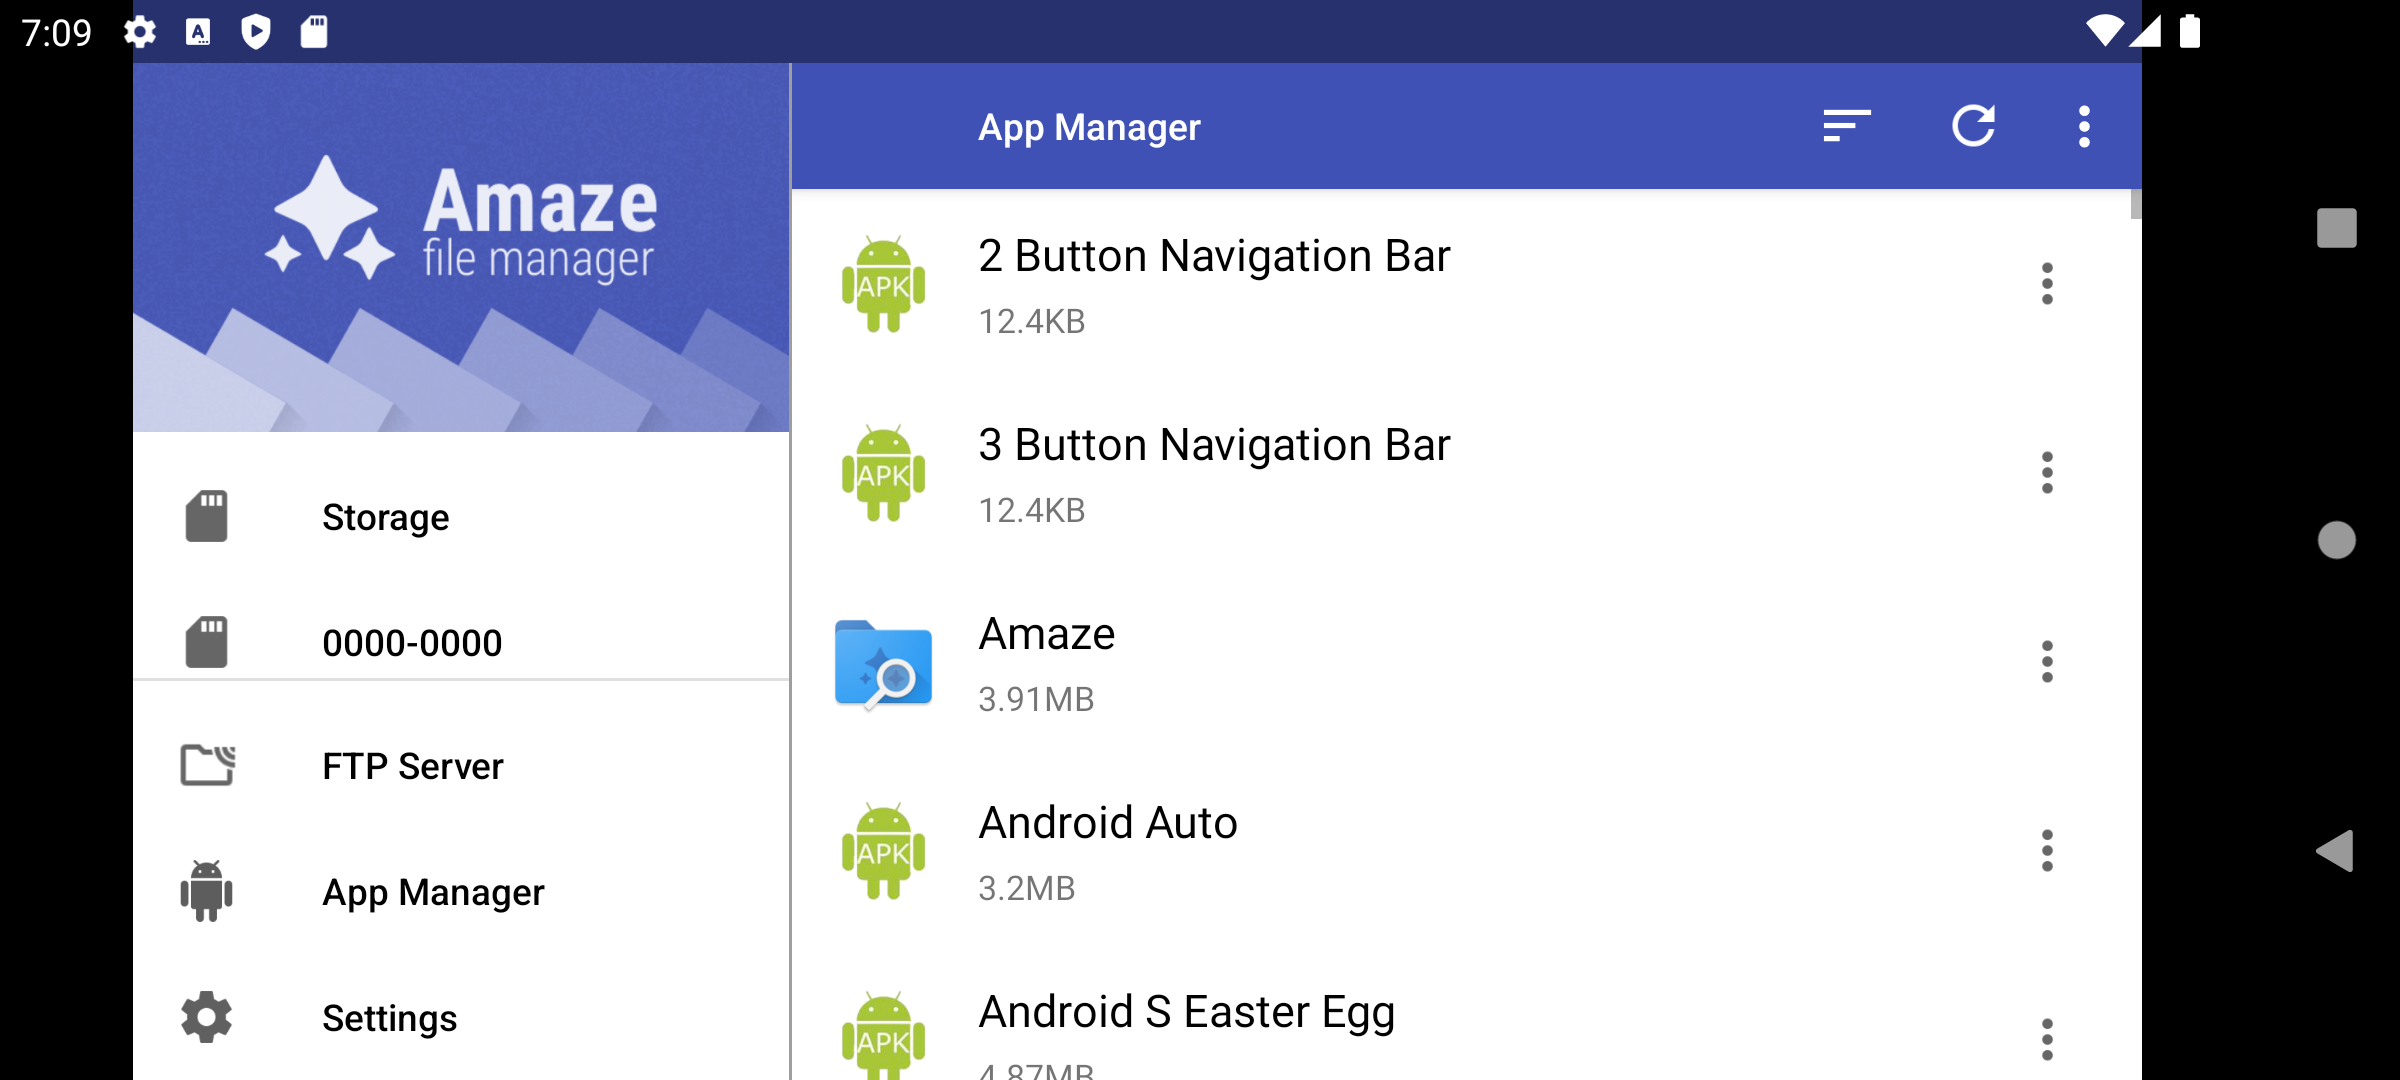 7:09
Amaze
file manager
App Manager
Storage
0000-0000
FTP Server
App Manager
Settings
APK
2 Button Navigation Bar
12.4KB
APK
3 Button Navigation Bar
12.4KB
Amaze
3.91MB
APK
Android Auto
3.2MB
APK
Android S Easter Egg
4.87MB